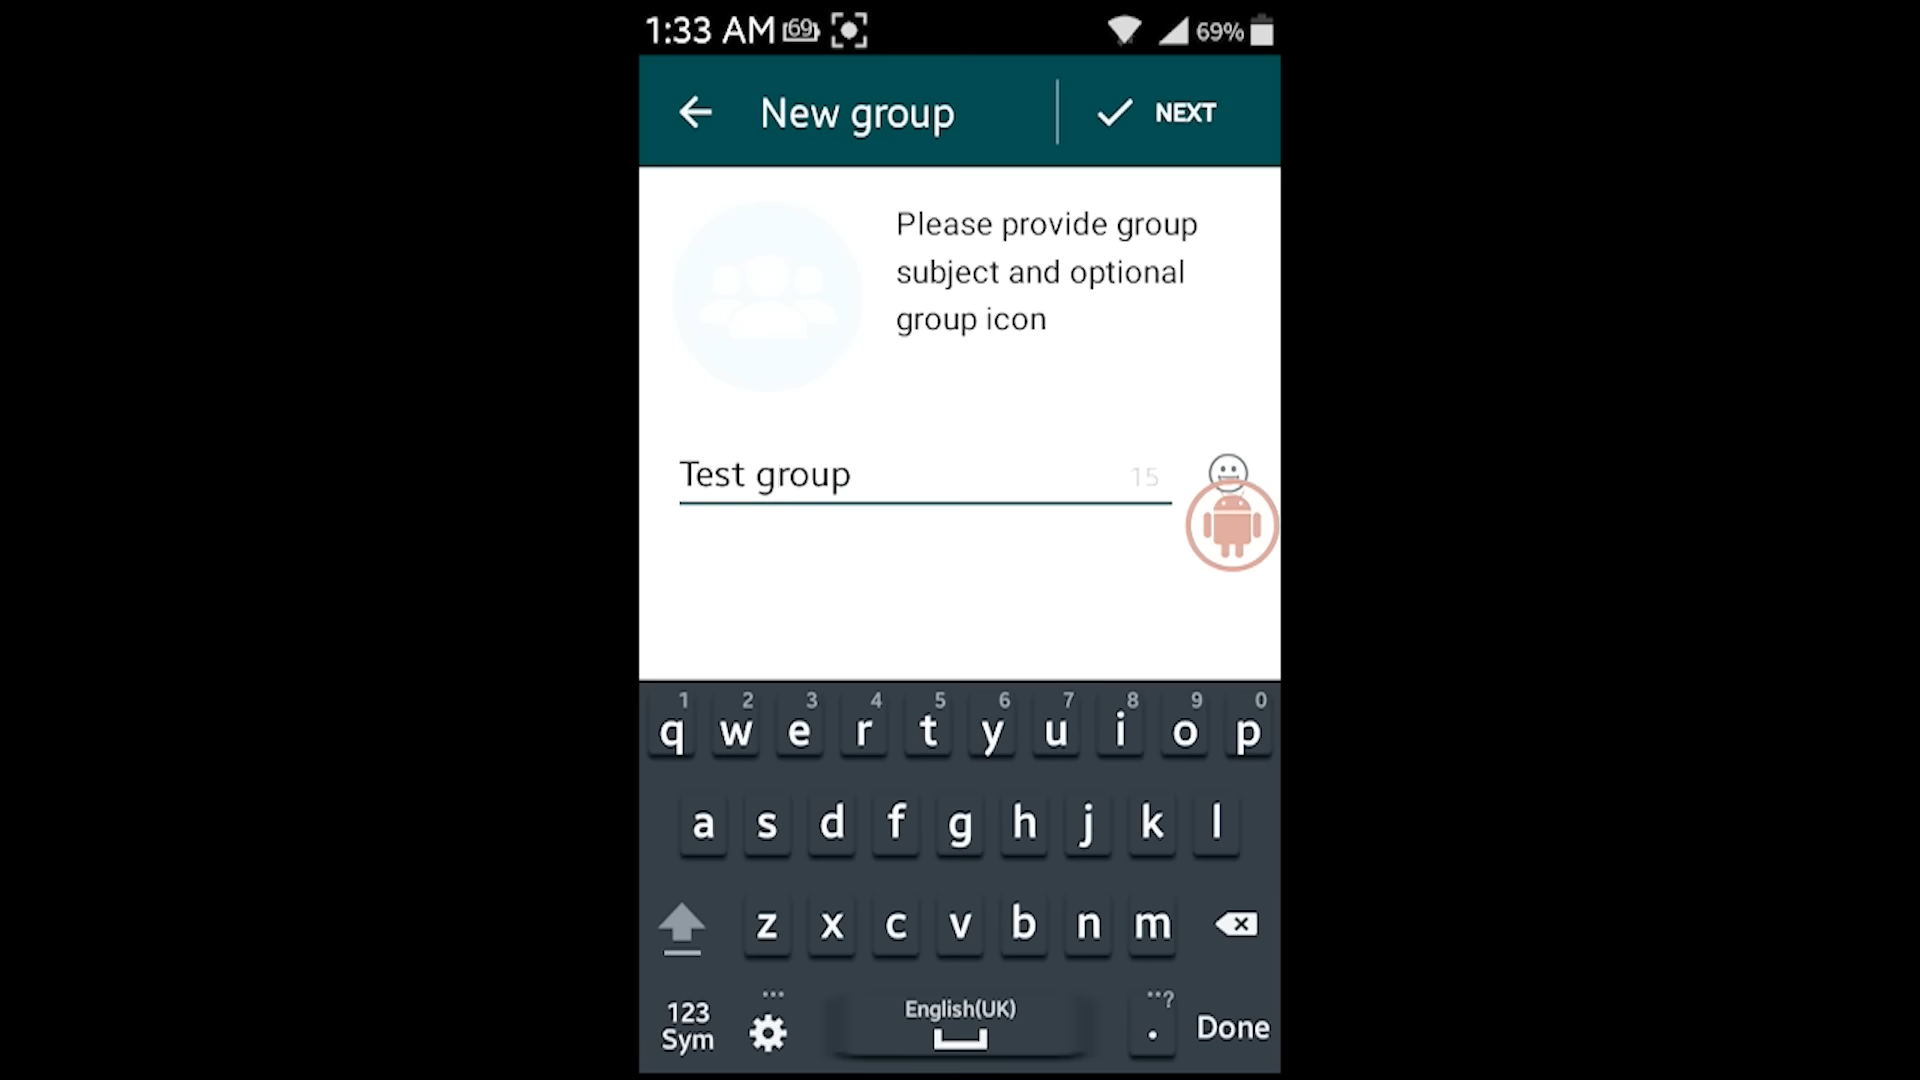 1:33 AM 69 69%
New group NEXT
Please provide group
subject and optional
group icon
Test group 15
1 2 3 4 5 6 7 8 9 0
q w e r t y u i o p
a s d f g h j k l
z x c v b n m
123
Sym
...
English(UK)
..?
.
Done